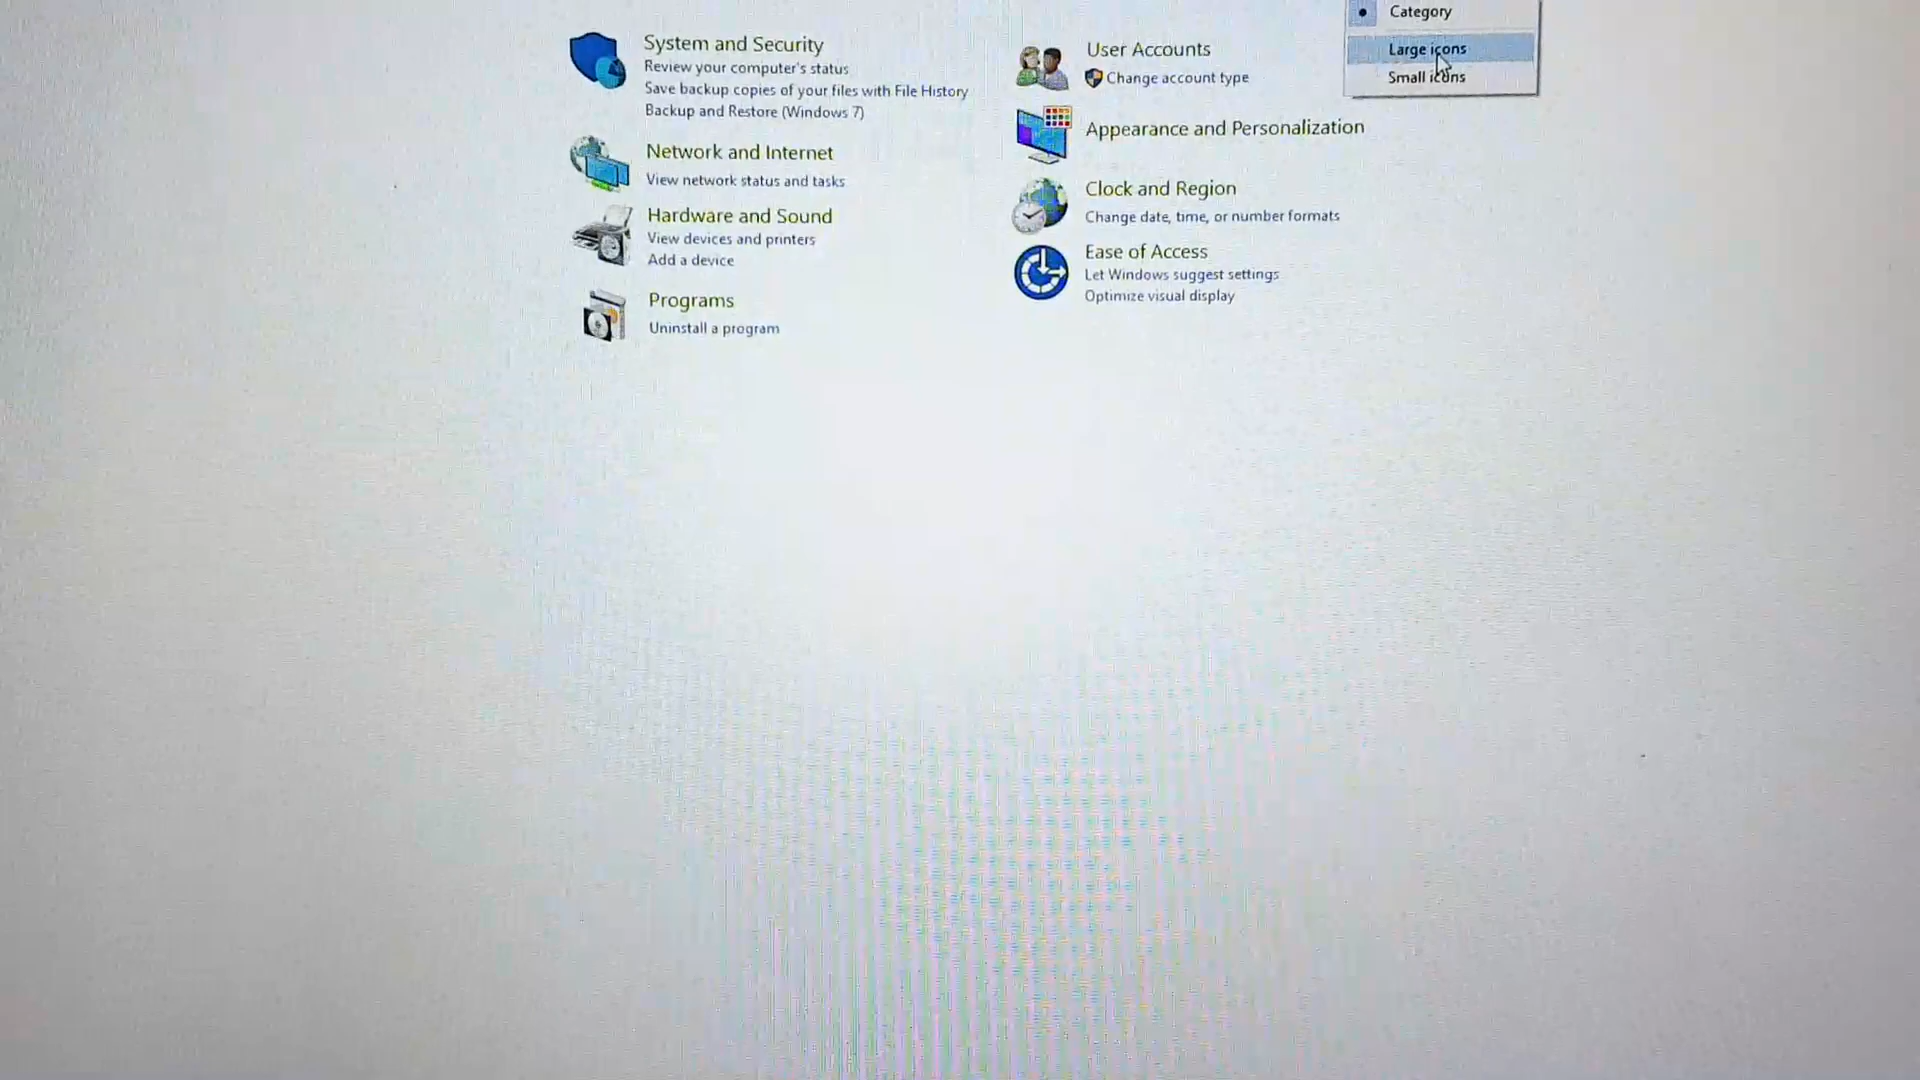 Category
Large icons
Small icons
System and Security
Review your computer's status
Save backup copies of your files with File History
Backup and Restore (Windows 7)
Network and Internet
View network status and tasks
Hardware and Sound
View devices and printers
Add a device
Programs
Uninstall a program
User Accounts
Change account type
Appearance and Personalization
Clock and Region
Change date, time, or number formats
Ease of Access
Let Windows suggest settings
Optimize visual display